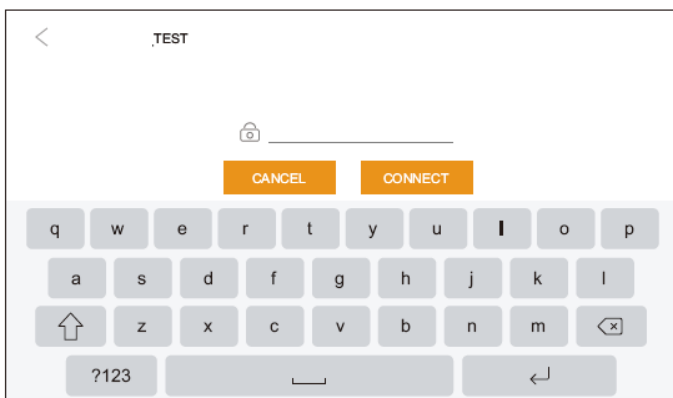 TEST
CANCEL CONNECT
q w e r t y u I o p
a s d f g h j k l
z x c v b n m
?123